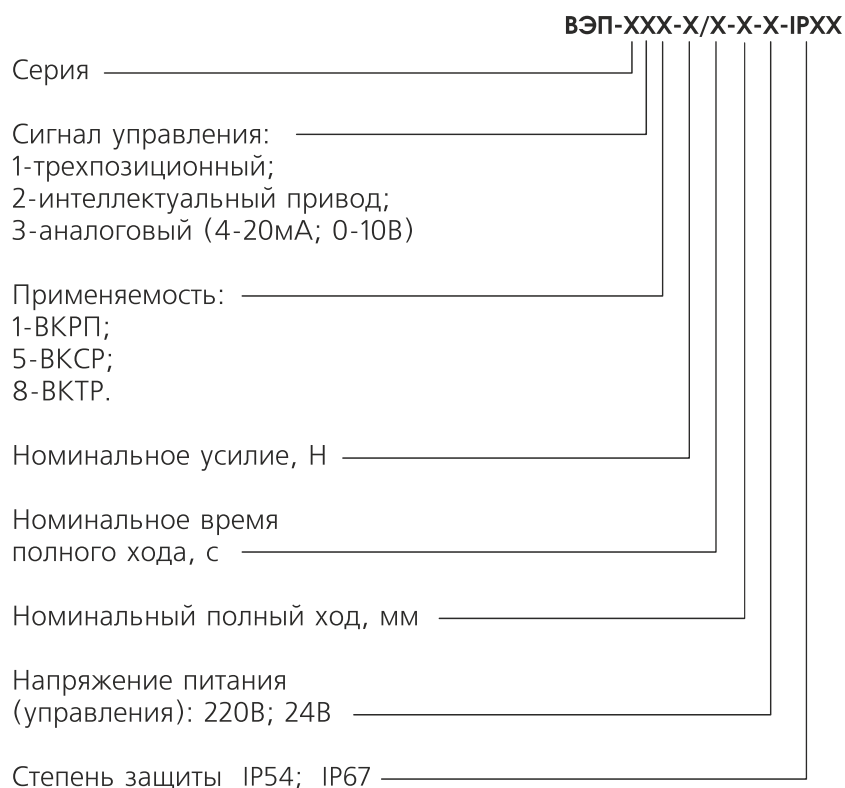 ВЭП-XXX-X/X-X-X-IPXX
Серия
Сигнал управления:
1-трехпозиционный;
2-интеллектуальный привод;
3-аналоговый (4-20мА; 0-10В)
Применяемость:
1-ВКРП;
5-ВКСР;
8-ВКТР.
Номинальное усилие, Н
Номинальное время
полного хода, с
Номинальный полный ход, мм
Напряжение питания
(управления): 220В; 24В
Степень защиты IP54; IP67